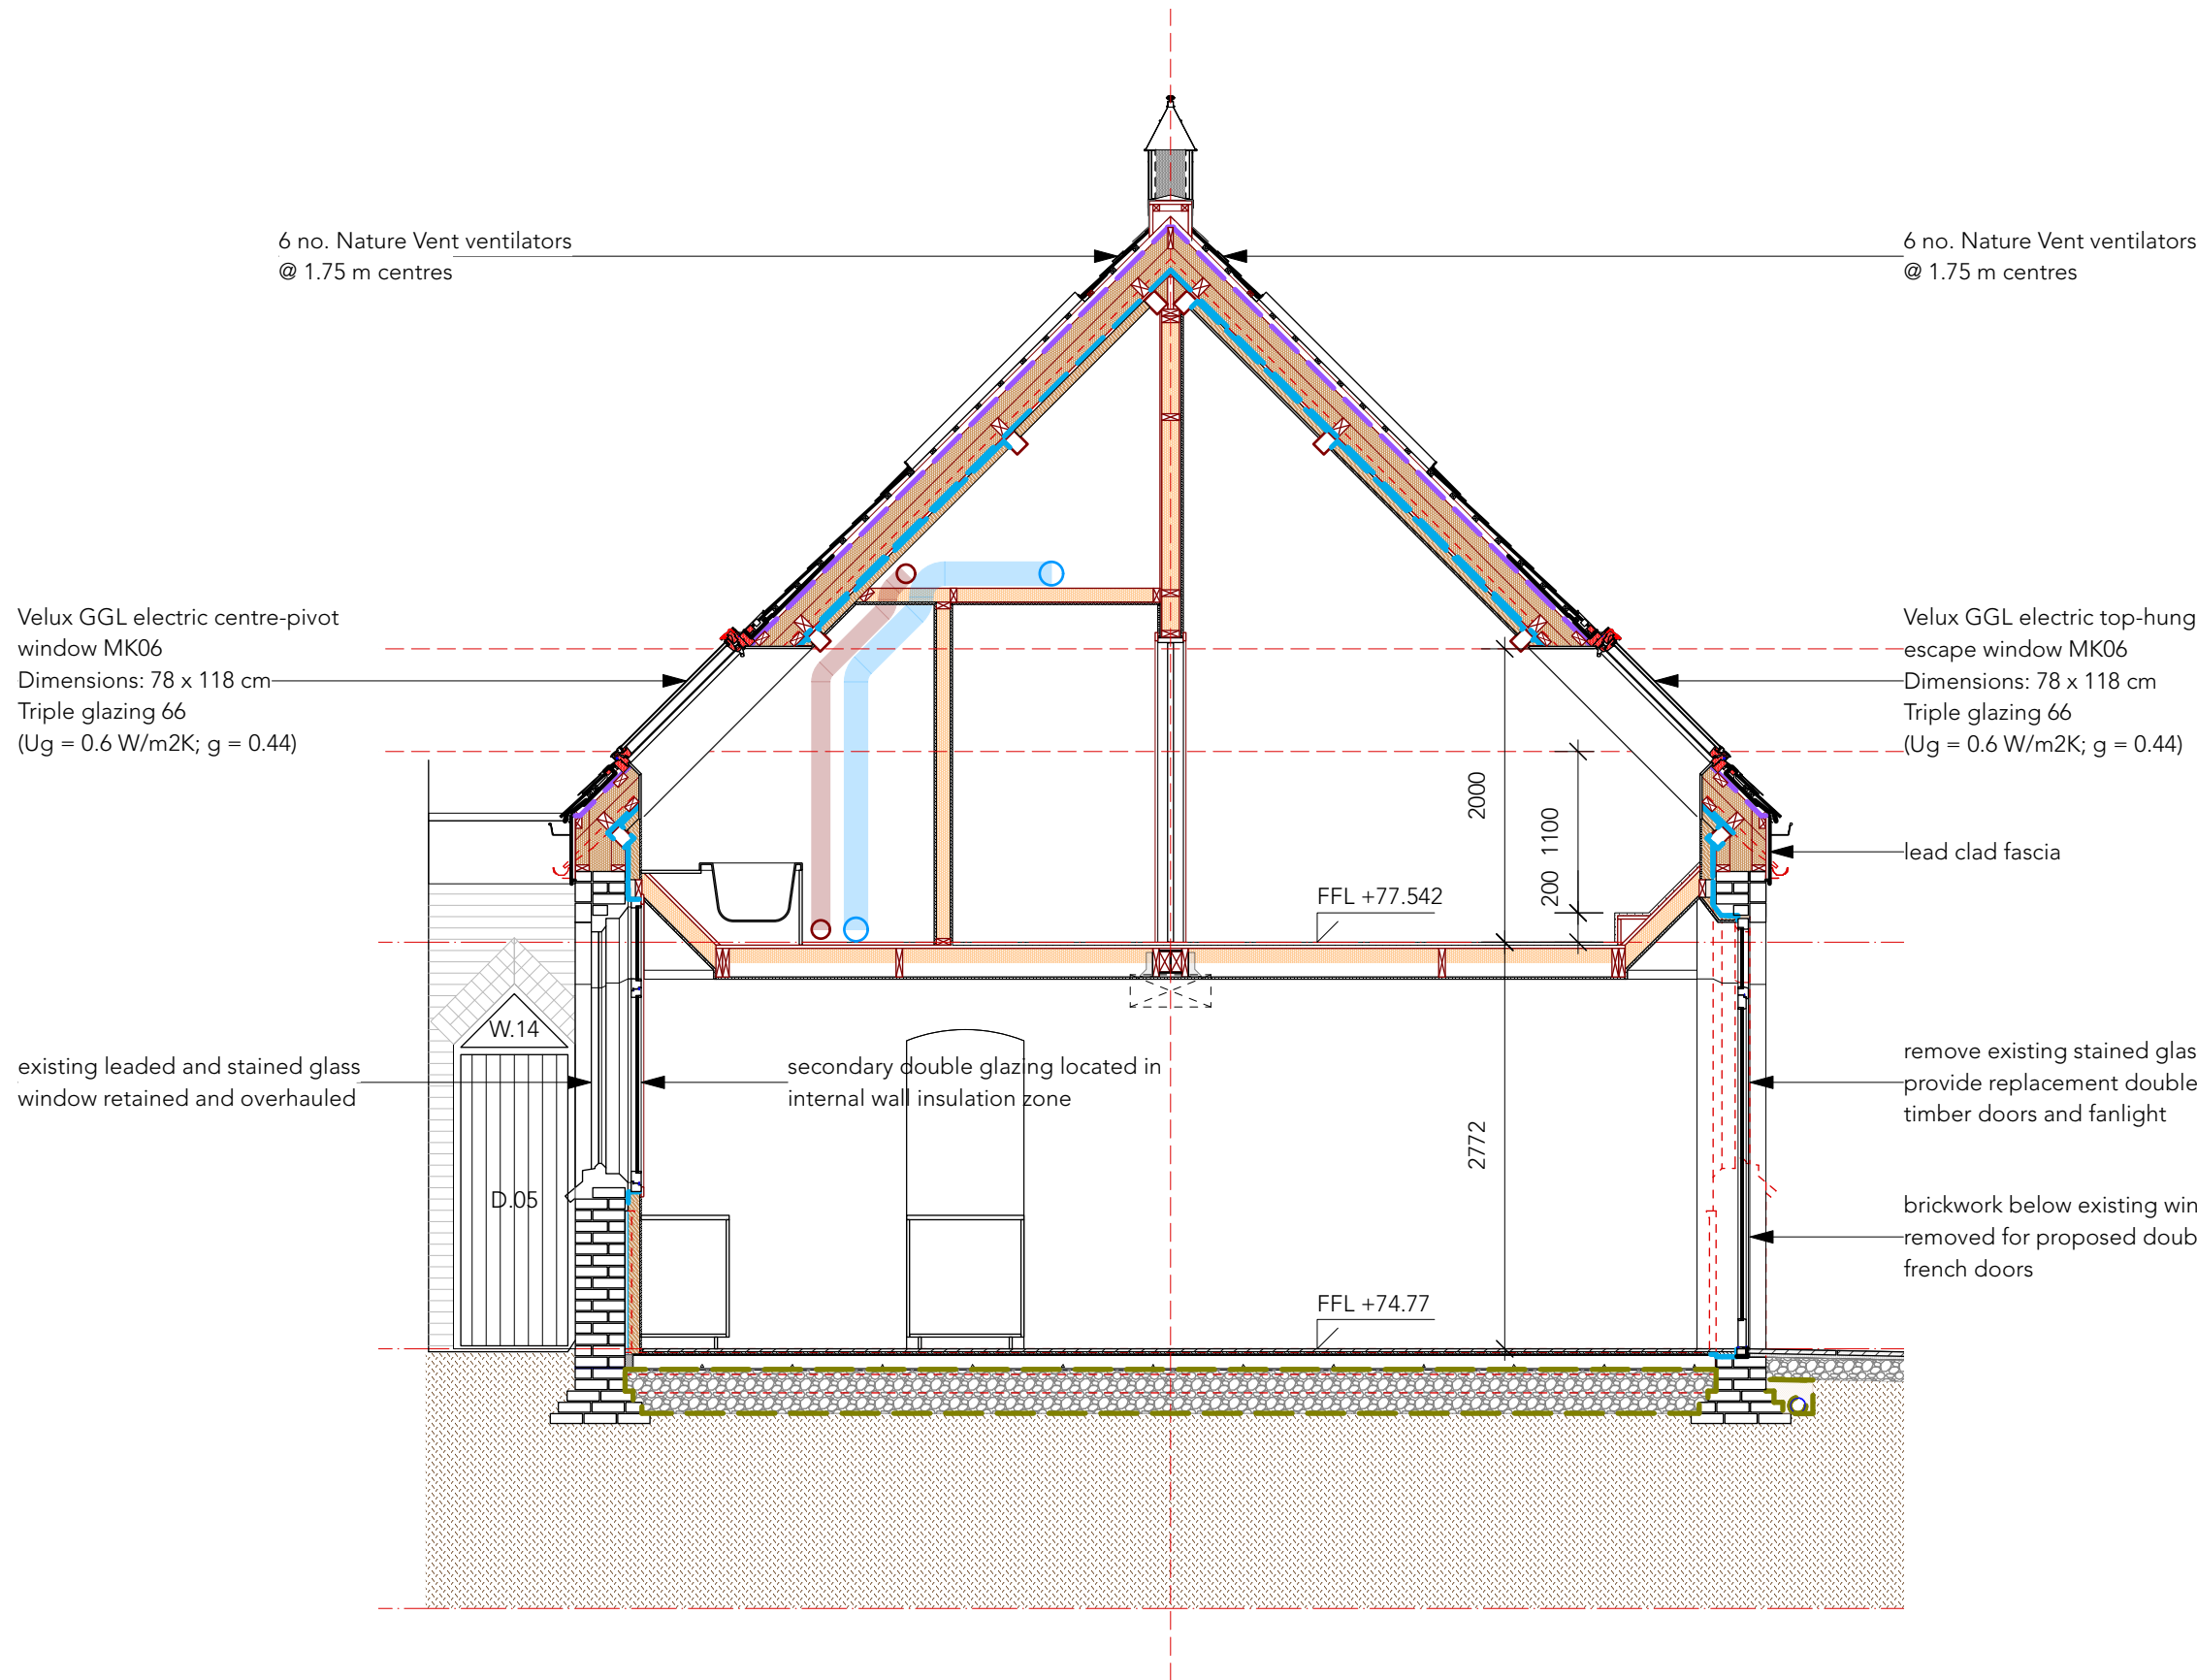 6 no. Nature Vent ventilators
@ 1.75 m centres
6 no. Nature Vent ventilators
@ 1.75 m centres
Velux GGL electric centre-pivot
window MK06
Dimensions: 78 x 118 cm
Triple glazing 66
(Ug = 0.6 W/m2K; g = 0.44)
Velux GGL electric top-hung
escape window MK06
Dimensions: 78 x 118 cm
Triple glazing 66
(Ug = 0.6 W/m2K; g = 0.44)
2000
1100
200
lead clad fascia
FFL +77.542
W.14
existing leaded and stained glass
window retained and overhauled
secondary double glazing located in
internal wall insulation zone
remove existing stained glas
provide replacement double
timber doors and fanlight
2772
D.05
brickwork below existing win
removed for proposed doub
french doors
FFL +74.77